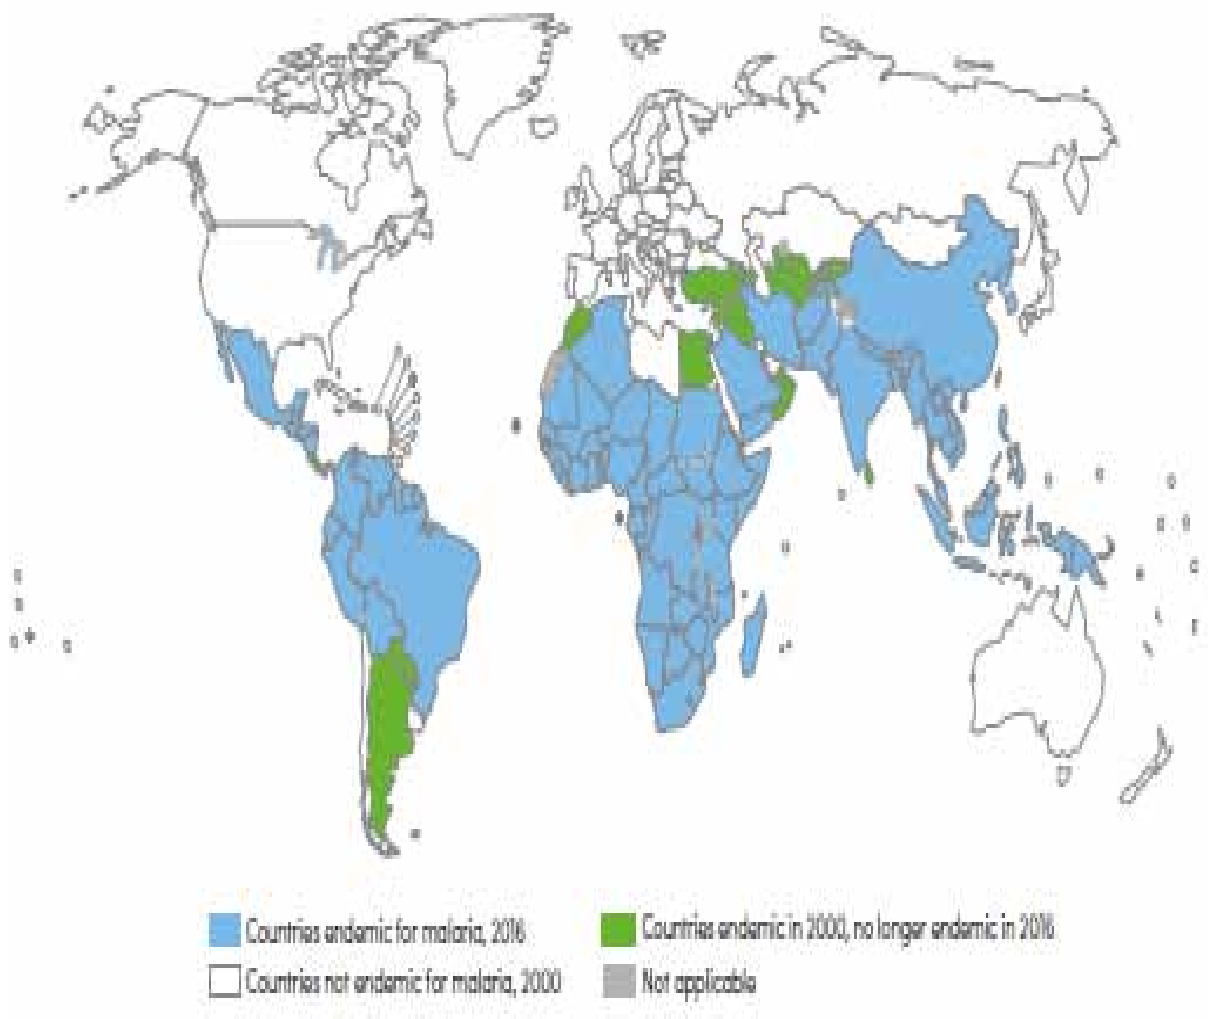 Countries endemic for malaria, 2016
Countries endemic in 2000, no longer endemic in 2016
Countries not endemic for malaria, 2000
Not applicable